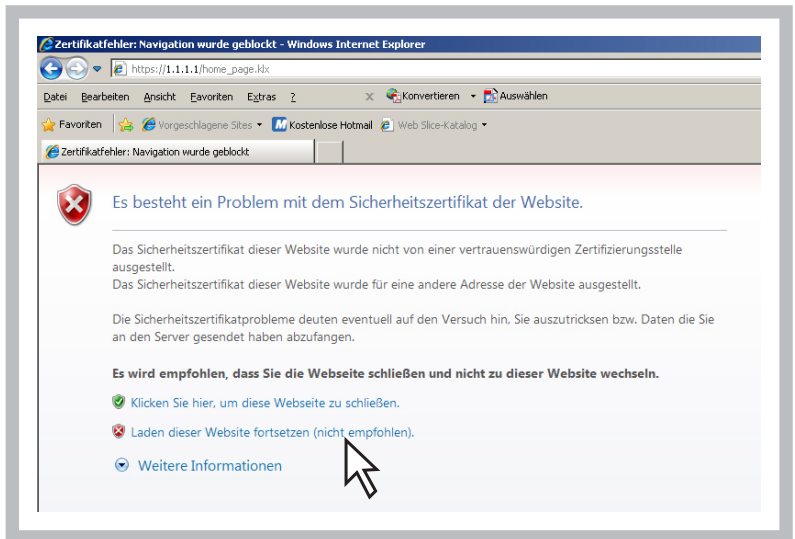 Zertifikatfehler: Navigation wurde geblockt - Windows Internet Explorer
https://1.1.1.1/home_page.klx
Datei Bearbeiten Ansicht Favoriten Extras ? x Konvertieren Auswählen
Favoriten Vorgeschlagene Sites Kostenlose Hotmail Web Slice-Katalog
Zertifikatfehler: Navigation wurde geblockt
Es besteht ein Problem mit dem Sicherheitszertifikat der Website.
Das Sicherheitszertifikat dieser Website wurde nicht von einer vertrauenswürdigen Zertifizierungsstelle
ausgestellt.
Das Sicherheitszertifikat dieser Website wurde für eine andere Adresse der Website ausgestellt.
Die Sicherheitszertifikatprobleme deuten eventuell auf den Versuch hin, Sie auszutricksen bzw. Daten die Sie
an den Server gesendet haben abzufangen.
Es wird empfohlen, dass Sie die Webseite schließen und nicht zu dieser Website wechseln.
Klicken Sie hier, um diese Webseite zu schließen.
Laden dieser Website fortsetzen (nicht empfohlen).
Weitere Informationen